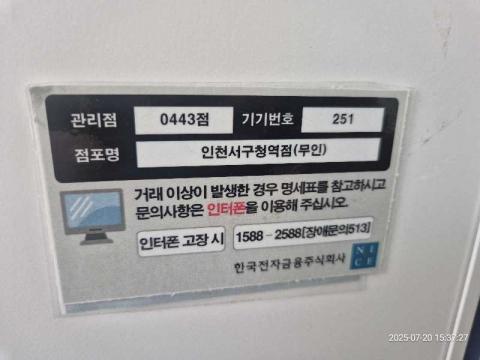 관리점 0443점 기기번호 251
점포명 인천서구청역점(무인)
거래 이상이 발생한 경우 명세표를 참고하시고
문의사항은 인터폰을 이용해 주십시오.
인터폰 고장 시 1588-2588[장애문의513]
한국전자금융주식회사 NICE
2025-07-20 15:37:27